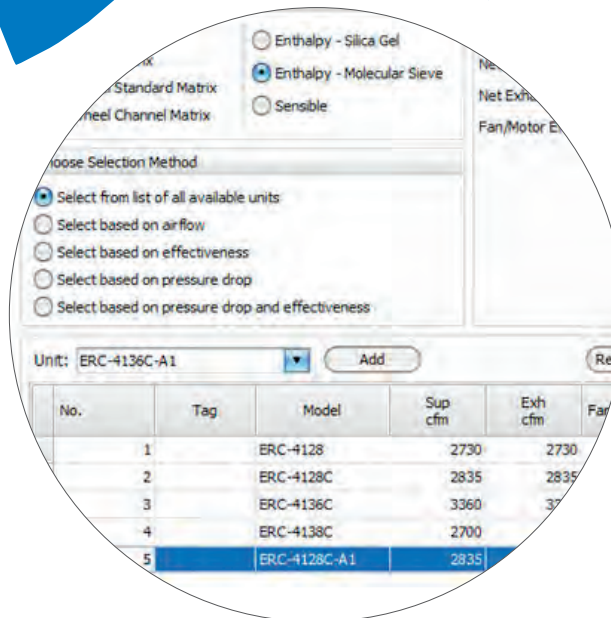 Enthalpy - Silica Gel
Enthalpy - Molecular Sieve
Standard Matrix
Sensible
Channel Matrix
Net
Fan/Motor
Selection Method
Select from list of all available units
Select based on airflow
Select based on effectiveness
Select based on pressure drop
Select based on pressure drop and effectiveness
Unit: ERC-4136C-A1 Add
No. Tag Model Sup cfm Exh cfm
1 ERC-4128 2730 2730
2 ERC-4128C 2835 2835
3 ERC-4136C 3360
4 ERC-4138C 2700
5 ERC-4128C-A1 2835